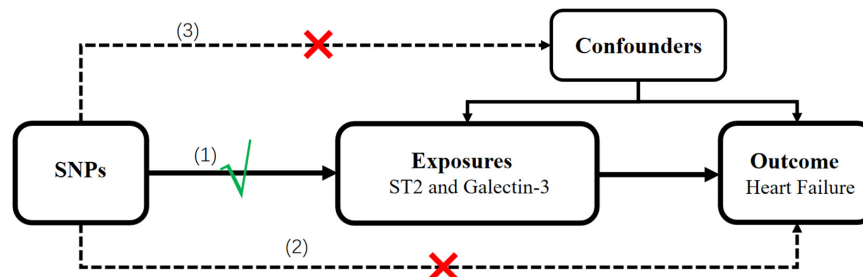 (3)
Confounders
SNPs
(1)
Exposures
ST2 and Galectin-3
Outcome
Heart Failure
(2)